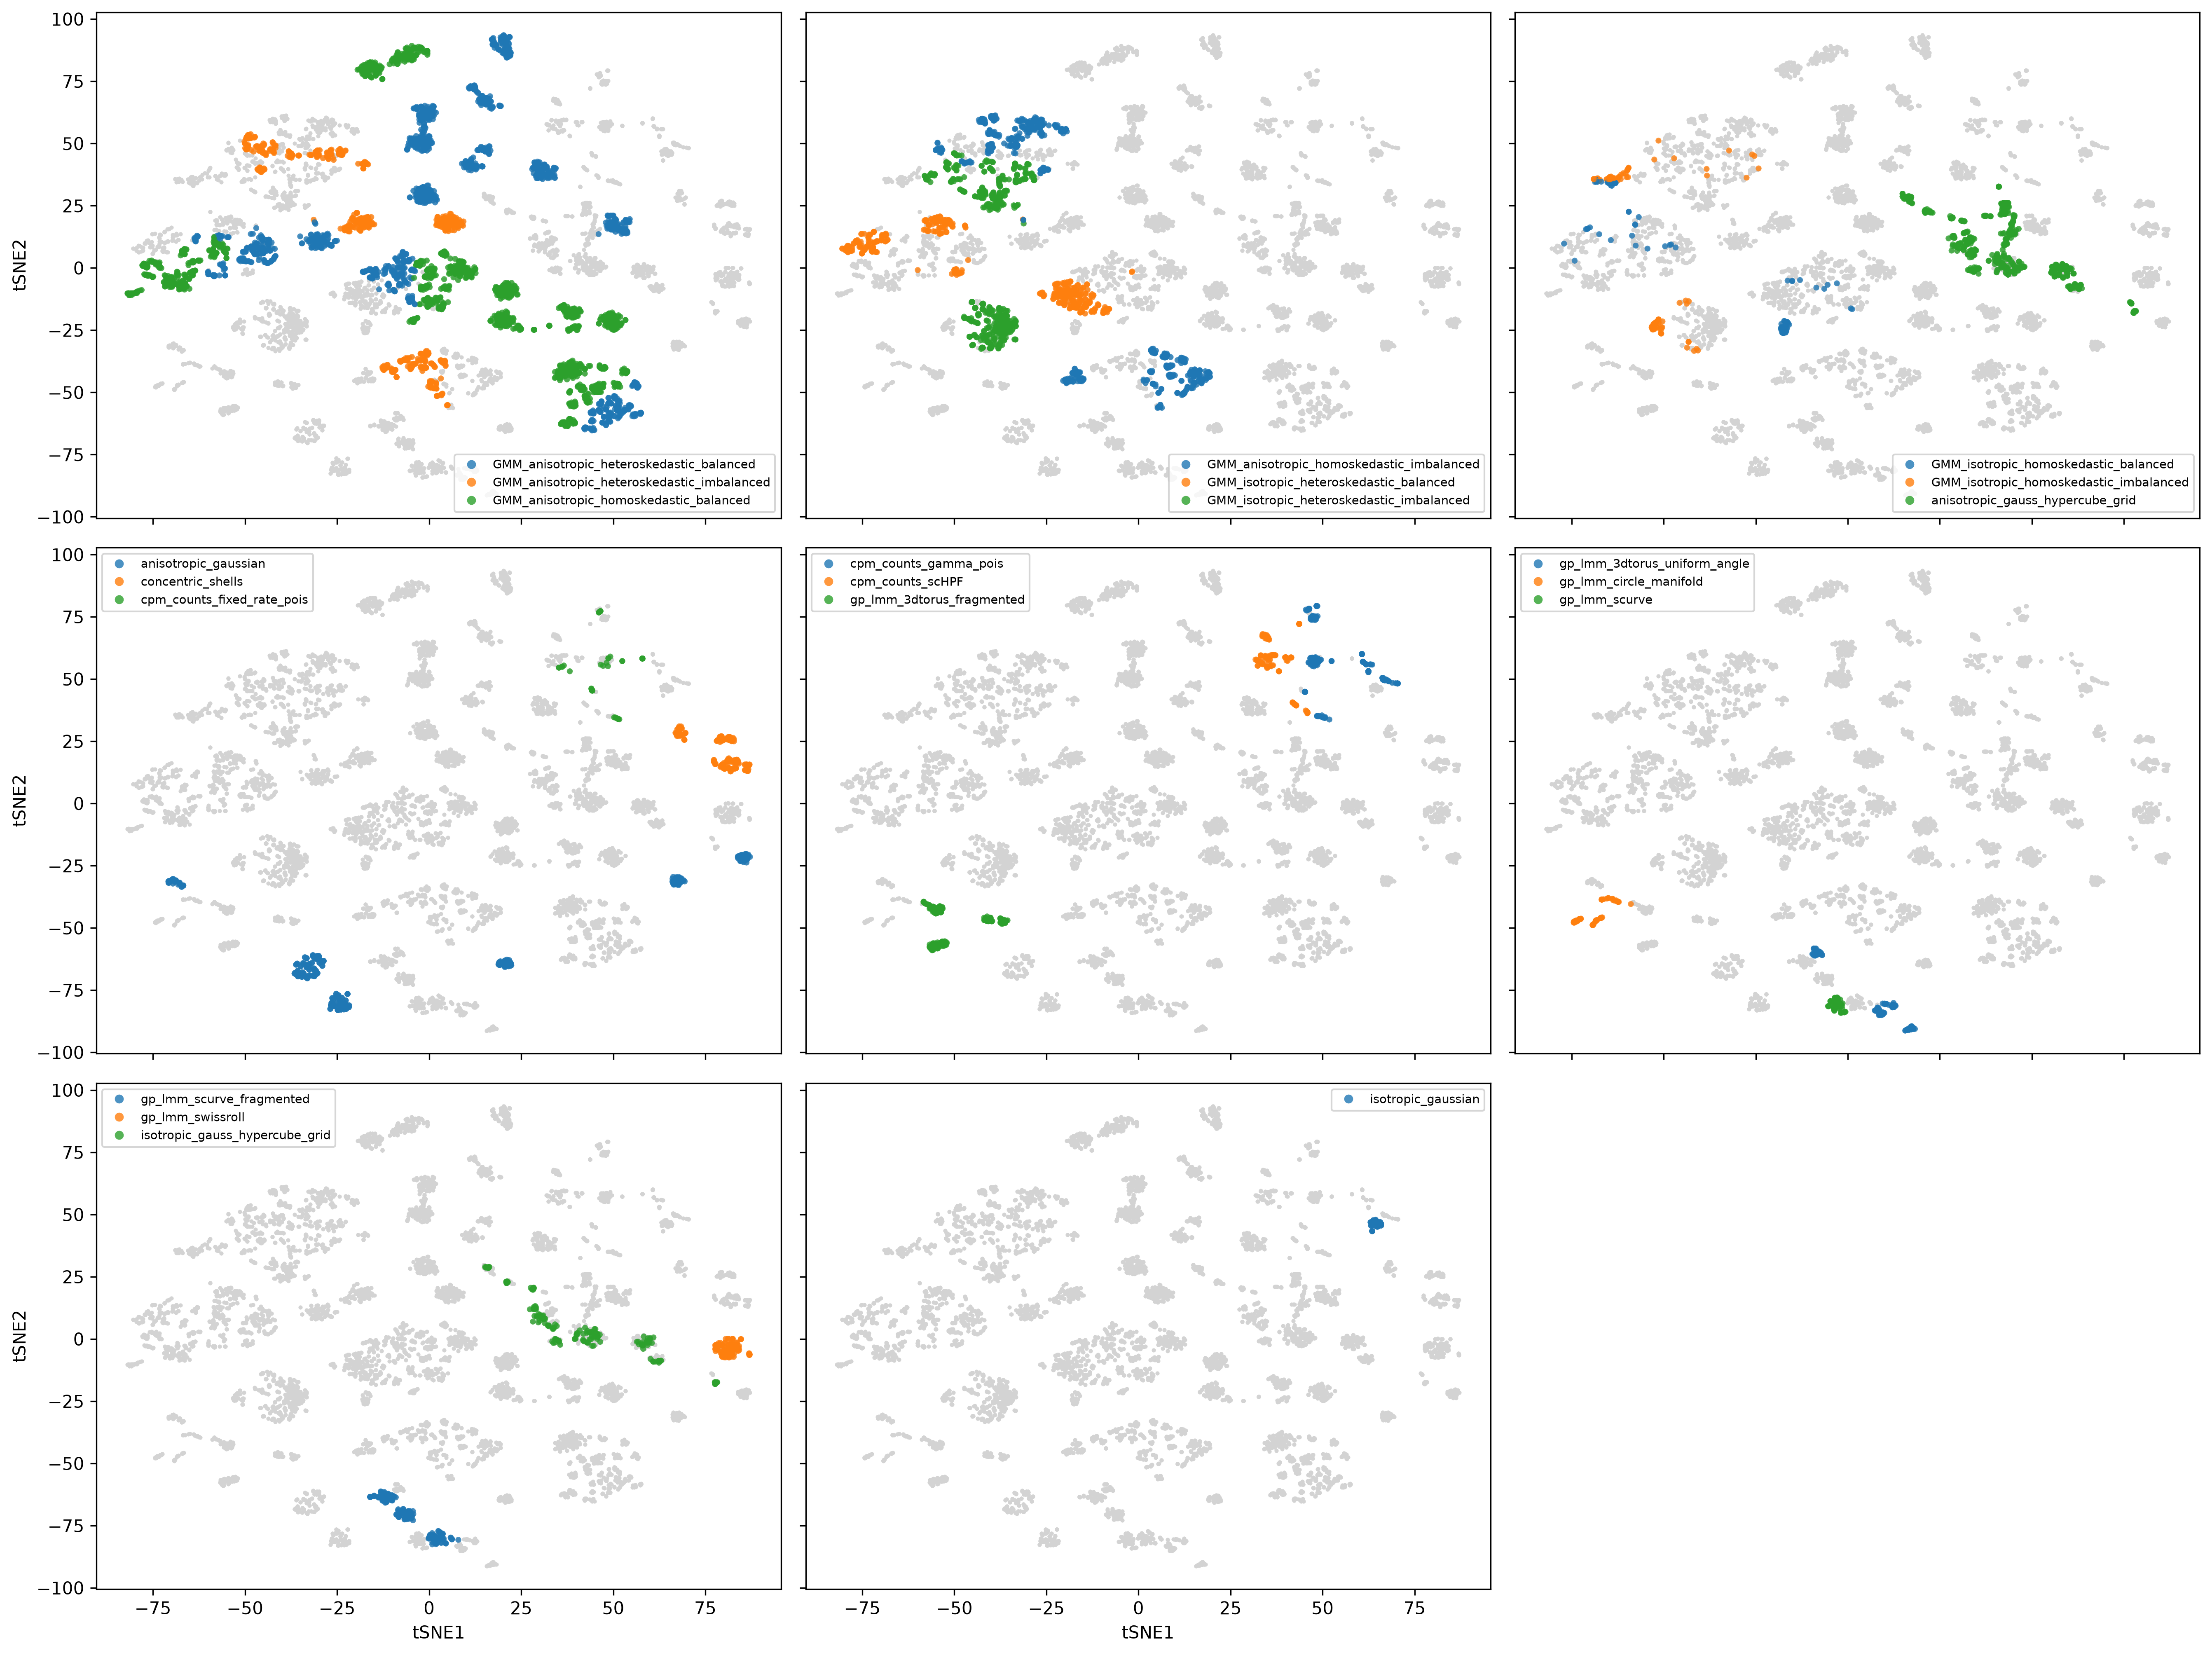 100
75
50
25
0
−25
−50
−75
−100
tSNE2
GMM_anisotropic_heteroskedastic_balanced
GMM_anisotropic_heteroskedastic_imbalanced
GMM_anisotropic_homoskedastic_balanced
GMM_anisotropic_homoskedastic_imbalanced
GMM_isotropic_heteroskedastic_balanced
GMM_isotropic_heteroskedastic_imbalanced
GMM_isotropic_homoskedastic_balanced
GMM_isotropic_homoskedastic_imbalanced
anisotropic_gauss_hypercube_grid
100
75
50
25
0
−25
−50
−75
−100
tSNE2
anisotropic_gaussian
concentric_shells
cpm_counts_fixed_rate_pois
cpm_counts_gamma_pois
cpm_counts_scHPF
gp_lmm_3dtorus_fragmented
gp_lmm_3dtorus_uniform_angle
gp_lmm_circle_manifold
gp_lmm_scurve
100
75
50
25
0
−25
−50
−75
−100
tSNE2
gp_lmm_scurve_fragmented
gp_lmm_swissroll
isotropic_gauss_hypercube_grid
−75 −50 −25 0 25 50 75
tSNE1
isotropic_gaussian
−75 −50 −25 0 25 50 75
tSNE1